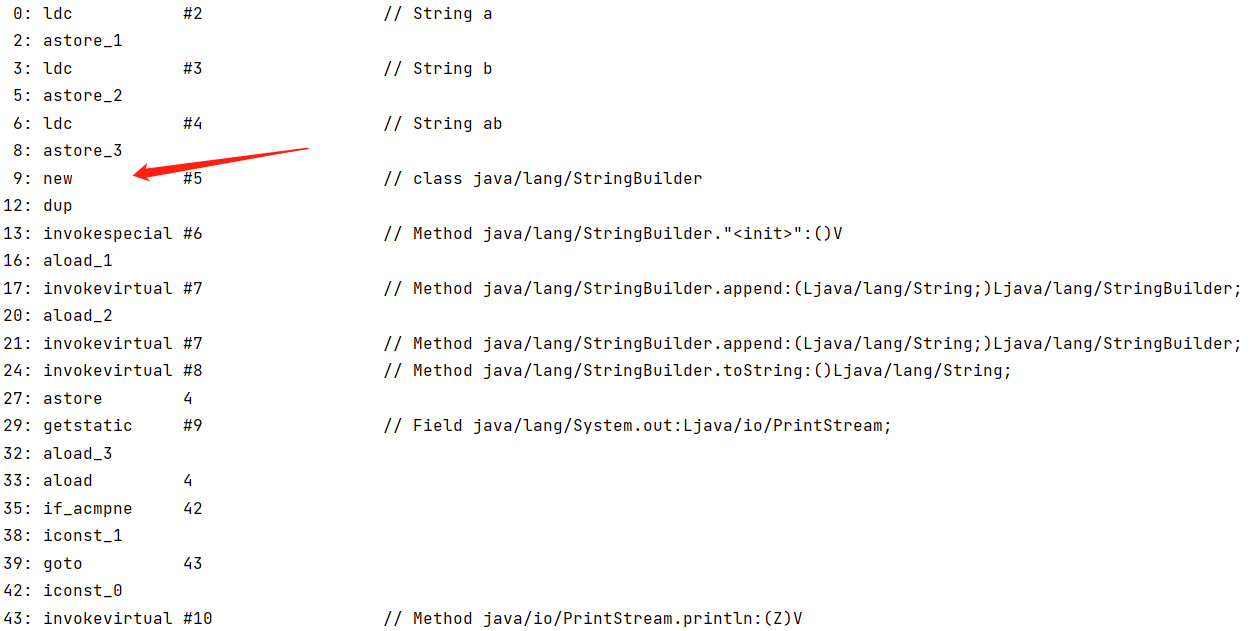 0: ldc #2 // String a
2: astore_1
3: ldc #3 // String b
5: astore_2
6: ldc #4 // String ab
8: astore_3
9: new #5 // class java/lang/StringBuilder
12: dup
13: invokespecial #6 // Method java/lang/StringBuilder."<init>":()V
16: aload_1
17: invokevirtual #7 // Method java/lang/StringBuilder.append:(Ljava/lang/String;)Ljava/lang/StringBuilder;
20: aload_2
21: invokevirtual #7 // Method java/lang/StringBuilder.append:(Ljava/lang/String;)Ljava/lang/StringBuilder;
24: invokevirtual #8 // Method java/lang/StringBuilder.toString:()Ljava/lang/String;
27: astore 4
29: getstatic #9 // Field java/lang/System.out:Ljava/io/PrintStream;
32: aload_3
33: aload 4
35: if_acmpne 42
38: iconst_1
39: goto 43
42: iconst_0
43: invokevirtual #10 // Method java/io/PrintStream.println:(Z)V